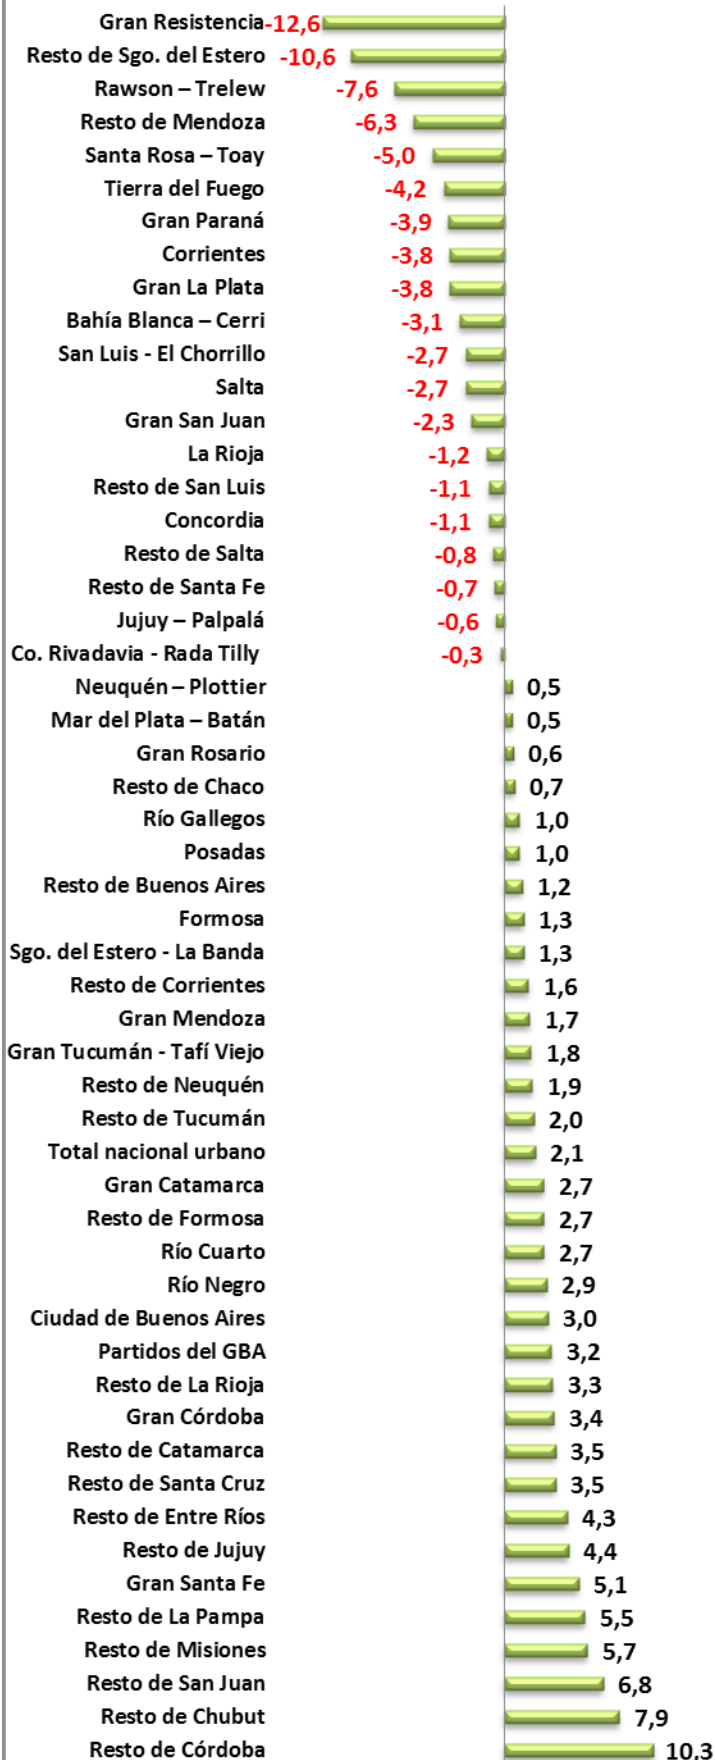 Gran Resistencia -12,6
Resto de Sgo. del Estero -10,6
Rawson – Trelew -7,6
Resto de Mendoza -6,3
Santa Rosa – Toay -5,0
Tierra del Fuego -4,2
Gran Paraná -3,9
Corrientes -3,8
Gran La Plata -3,8
Bahía Blanca – Cerri -3,1
San Luis - El Chorrillo -2,7
Salta -2,7
Gran San Juan -2,3
La Rioja -1,2
Resto de San Luis -1,1
Concordia -1,1
Resto de Salta -0,8
Resto de Santa Fe -0,7
Jujuy – Palpalá -0,6
Co. Rivadavia - Rada Tilly -0,3
Neuquén – Plottier 0,5
Mar del Plata – Batán 0,5
Gran Rosario 0,6
Resto de Chaco 0,7
Río Gallegos 1,0
Posadas 1,0
Resto de Buenos Aires 1,2
Formosa 1,3
Sgo. del Estero - La Banda 1,3
Resto de Corrientes 1,6
Gran Mendoza 1,7
Gran Tucumán - Tafí Viejo 1,8
Resto de Neuquén 1,9
Resto de Tucumán 2,0
Total nacional urbano 2,1
Gran Catamarca 2,7
Resto de Formosa 2,7
Río Cuarto 2,7
Río Negro 2,9
Ciudad de Buenos Aires 3,0
Partidos del GBA 3,2
Resto de La Rioja 3,3
Gran Córdoba 3,4
Resto de Catamarca 3,5
Resto de Santa Cruz 3,5
Resto de Entre Ríos 4,3
Resto de Jujuy 4,4
Gran Santa Fe 5,1
Resto de La Pampa 5,5
Resto de Misiones 5,7
Resto de San Juan 6,8
Resto de Chubut 7,9
Resto de Córdoba 10,3